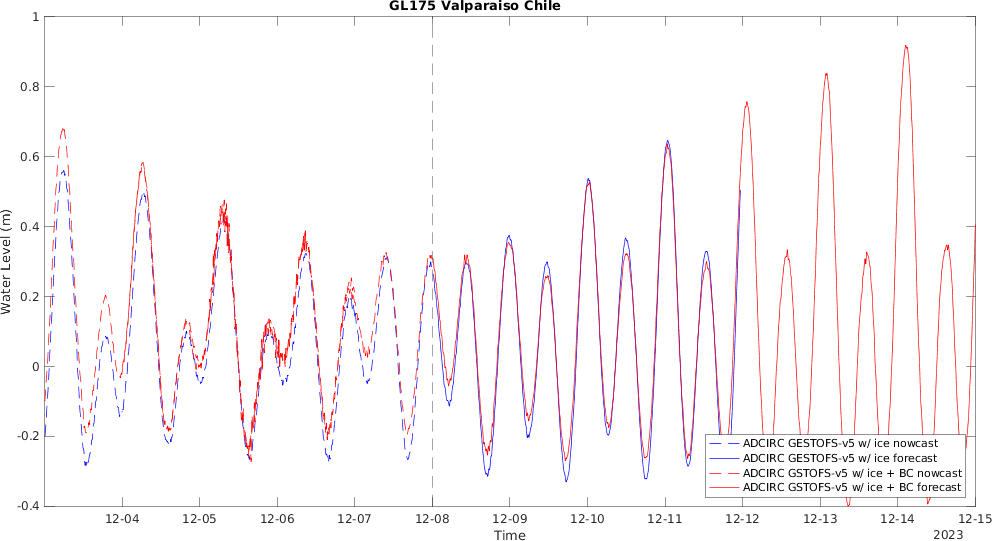 GL175 Valparaiso Chile
1
0.8
0.6
0.4
0.2
0
-0.2
-0.4
Water Level (m)
12-04 12-05 12-06 12-07 12-08 12-09 12-10 12-11 12-12 12-13 12-14 12-15
Time
2023
ADCIRC GESTOFS-v5 w/ ice nowcast
ADCIRC GESTOFS-v5 w/ ice forecast
ADCIRC GSTOFS-v5 w/ ice + BC nowcast
ADCIRC GSTOFS-v5 w/ ice + BC forecast